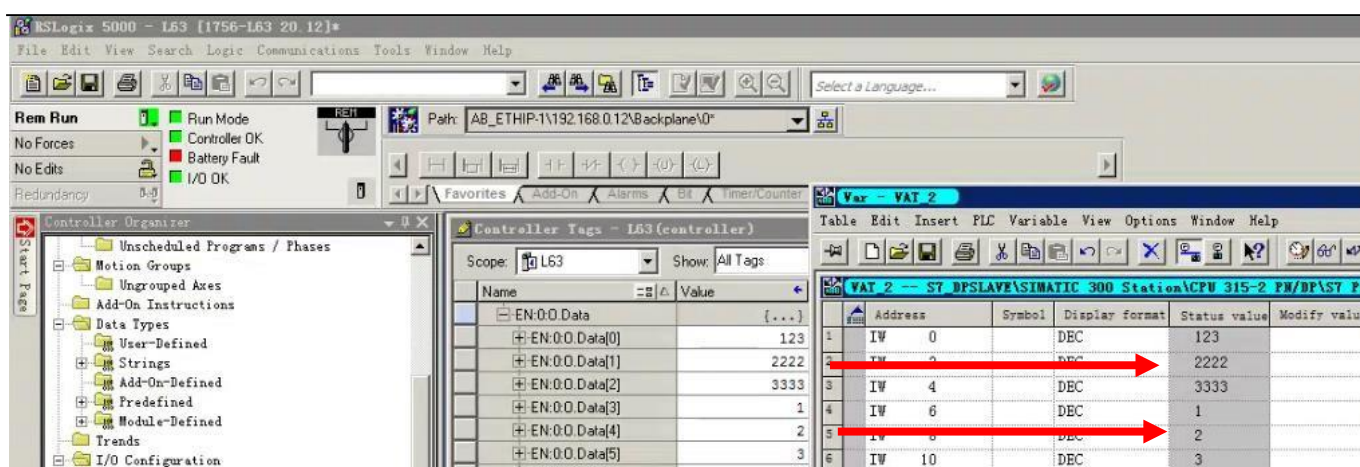 RSLogix 5000 - L63 [1756-L63 20.12]*
File Edit View Search Logic Communications Tools Window Help
Select a Language...
Rem Run
Run Mode
Controller OK
Battery Fault
I/O OK
No Forces
No Edits
Redundancy
REM
Path: AB_ETHIP-1\192.168.0.12\Backplane\0*
Favorites Add-On Alarms Bit Timer/Counter
Start Page
Controller Organizer
Unscheduled Programs / Phases
Motion Groups
Ungrouped Axes
Add-On Instructions
Data Types
User-Defined
Strings
Add-On-Defined
Predefined
Module-Defined
Trends
I/O Configuration
Controller Tags - L63(controller)
Scope: L63 Show: All Tags
Name Value
EN:0:O.Data {...}
EN:0:O.Data[0] 123
EN:0:O.Data[1] 2222
EN:0:O.Data[2] 3333
EN:0:O.Data[3] 1
EN:0:O.Data[4] 2
EN:0:O.Data[5] 3
Var - VAT_2
Table Edit Insert PLC Variable View Options Window Help
VAT_2 -- S7_DPSLAVE\SIMATIC 300 Station\CPU 315-2 PN/DP\S7 P
Address Symbol Display format Status value Modify valu
1 IW 0 DEC 123
2222
3 IW 4 DEC 3333
4 IW 6 DEC 1
5 2
6 IW 10 DEC 3